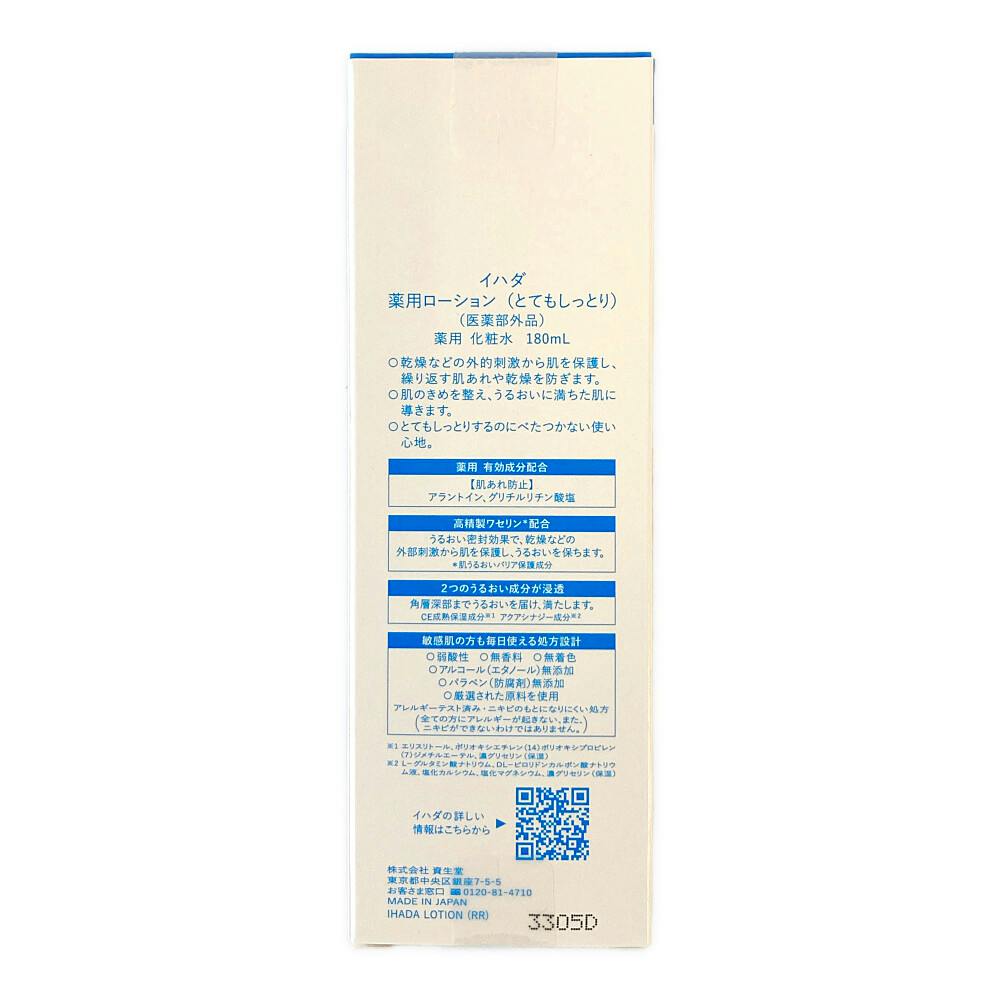 イハダ
薬用ローション（とてもしっとり）
（医薬部外品）
薬用 化粧水 180mL
○乾燥などの外的刺激から肌を保護し、
繰り返す肌あれや乾燥を防ぎます。
○肌のきめを整え、うるおいに満ちた肌に
導きます。
○とてもしっとりするのにべたつかない使い
心地。
薬用 有効成分配合
【肌あれ防止】
アラントイン、グリチルリチン酸塩
高精製ワセリン*配合
うるおい密封効果で、乾燥などの
外部刺激から肌を保護し、うるおいを保ちます。
*肌うるおいバリア保護成分
2つのうるおい成分が浸透
角層深部までうるおいを届け、満たします。
CE成熟保湿成分※1 アクアシナジー成分※2
敏感肌の方も毎日使える処方設計
○弱酸性 ○無香料 ○無着色
○アルコール（エタノール）無添加
○パラベン（防腐剤）無添加
○厳選された原料を使用
アレルギーテスト済み・ニキビのもとになりにくい処方
（全ての方にアレルギーが起きない、また、
ニキビができないわけではありません。）
※1 エリスリトール、ポリオキシエチレン（14）ポリオキシプロピレン
（7）ジメチルエーテル、濃グリセリン（保湿）
※2 L-グルタミン酸ナトリウム、DL-ピロリドンカルボン酸ナトリウ
ム液、塩化カルシウム、塩化マグネシウム、濃グリセリン（保湿）
イハダの詳しい
情報はこちらから ▶
株式会社 資生堂
東京都中央区銀座7-5-5
お客さま窓口 0120-81-4710
MADE IN JAPAN
IHADA LOTION (RR)
3305D